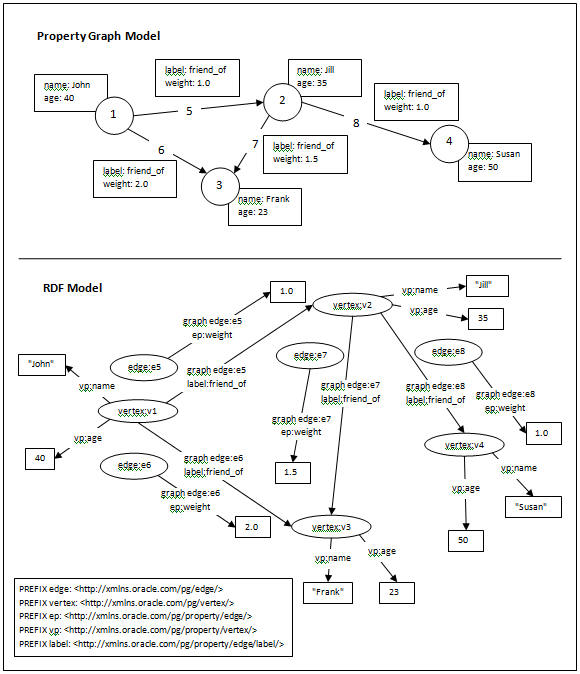 Property Graph Model
name: John
age: 40
label: friend_of
weight: 1.0
name: Jill
age: 35
label: friend_of
weight: 1.0
1
5
2
8
4
6
7
label: friend_of
weight: 1.5
name: Susan
age: 50
label: friend_of
weight: 2.0
3
name: Frank
age: 23
RDF Model
1.0
vp:name
"Jill"
vertex:v2
vp:age
35
graph edge:e5
ep:weight
"John"
edge:e5
graph edge:e5
label:friend_of
edge:e7
edge:e8
vp:name
graph edge:e7
label:friend_of
graph edge:e8
label:friend_of
graph edge:e8
ep:weight
vertex:v1
vp:age
graph edge:e7
ep:weight
1.0
vertex:v4
40
edge:e6
graph edge:e6
label:friend_of
1.5
vp:name
graph edge:e6
ep:weight
vp:age
"Susan"
2.0
vertex:v3
50
vp:name
vp:age
"Frank"
23
PREFIX edge: <http://xmlns.oracle.com/pg/edge/>
PREFIX vertex: <http://xmlns.oracle.com/pg/vertex/>
PREFIX ep: <http://xmlns.oracle.com/pg/property/edge/>
PREFIX vp: <http://xmlns.oracle.com/pg/property/vertex/>
PREFIX label: <http://xmlns.oracle.com/pg/property/edge/label/>